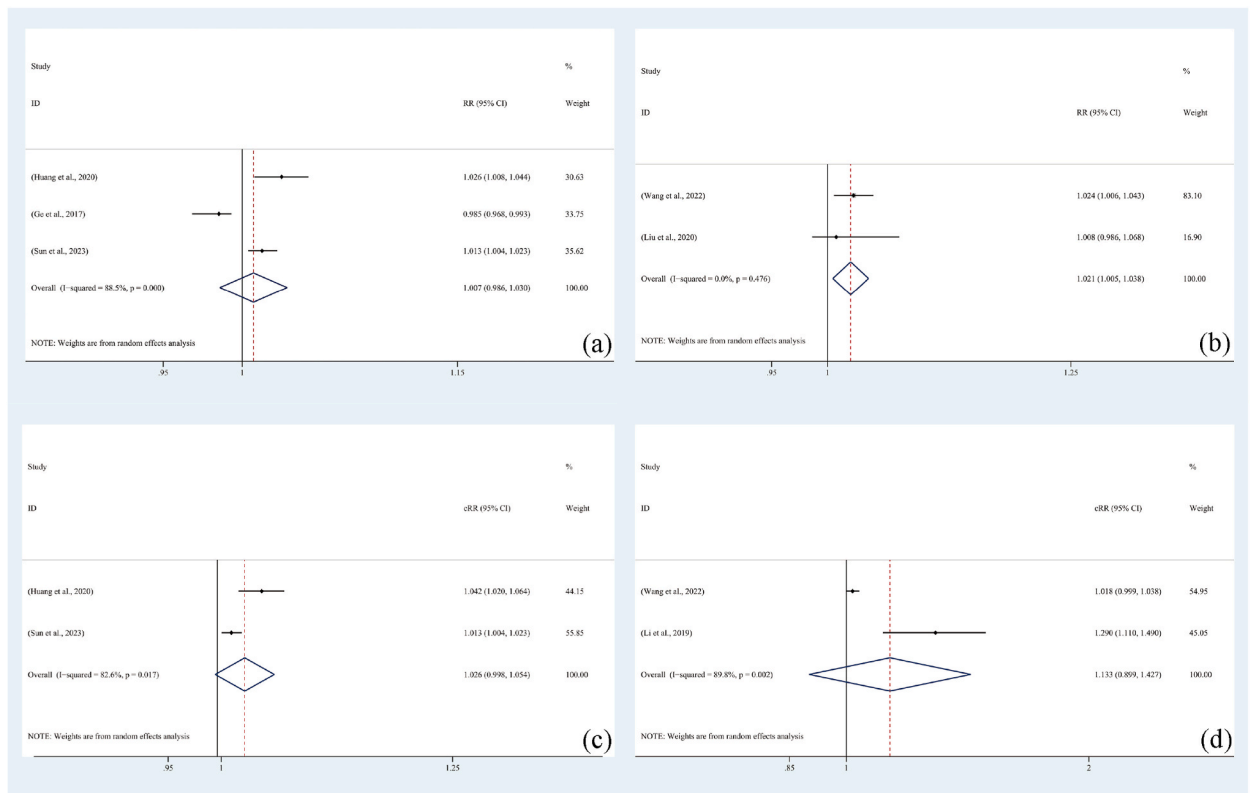 Study %
ID RR (95% CI) Weight
(Huang et al., 2020) 1.026 (1.008, 1.044) 30.63
(Ge et al., 2017) 0.985 (0.968, 0.993) 33.75
(Sun et al., 2023) 1.013 (1.004, 1.023) 35.62
Overall (I−squared = 88.5%, p = 0.000) 1.007 (0.986, 1.030) 100.00
NOTE: Weights are from random effects analysis
(a)
.95 1 1.15
Study %
ID RR (95% CI) Weight
(Wang et al., 2022) 1.024 (1.006, 1.043) 83.10
(Liu et al., 2020) 1.008 (0.986, 1.068) 16.90
Overall (I−squared = 0.0%, p = 0.476) 1.021 (1.005, 1.038) 100.00
NOTE: Weights are from random effects analysis
(b)
.95 1 1.25
Study %
ID cRR (95% CI) Weight
(Huang et al., 2020) 1.042 (1.020, 1.064) 44.15
(Sun et al., 2023) 1.013 (1.004, 1.023) 55.85
Overall (I−squared = 82.6%, p = 0.017) 1.026 (0.998, 1.054) 100.00
NOTE: Weights are from random effects analysis
(c)
.95 1 1.25
Study %
ID cRR (95% CI) Weight
(Wang et al., 2022) 1.018 (0.999, 1.038) 54.95
(Li et al., 2019) 1.290 (1.110, 1.490) 45.05
Overall (I−squared = 89.8%, p = 0.002) 1.133 (0.899, 1.427) 100.00
NOTE: Weights are from random effects analysis
(d)
.85 1 2